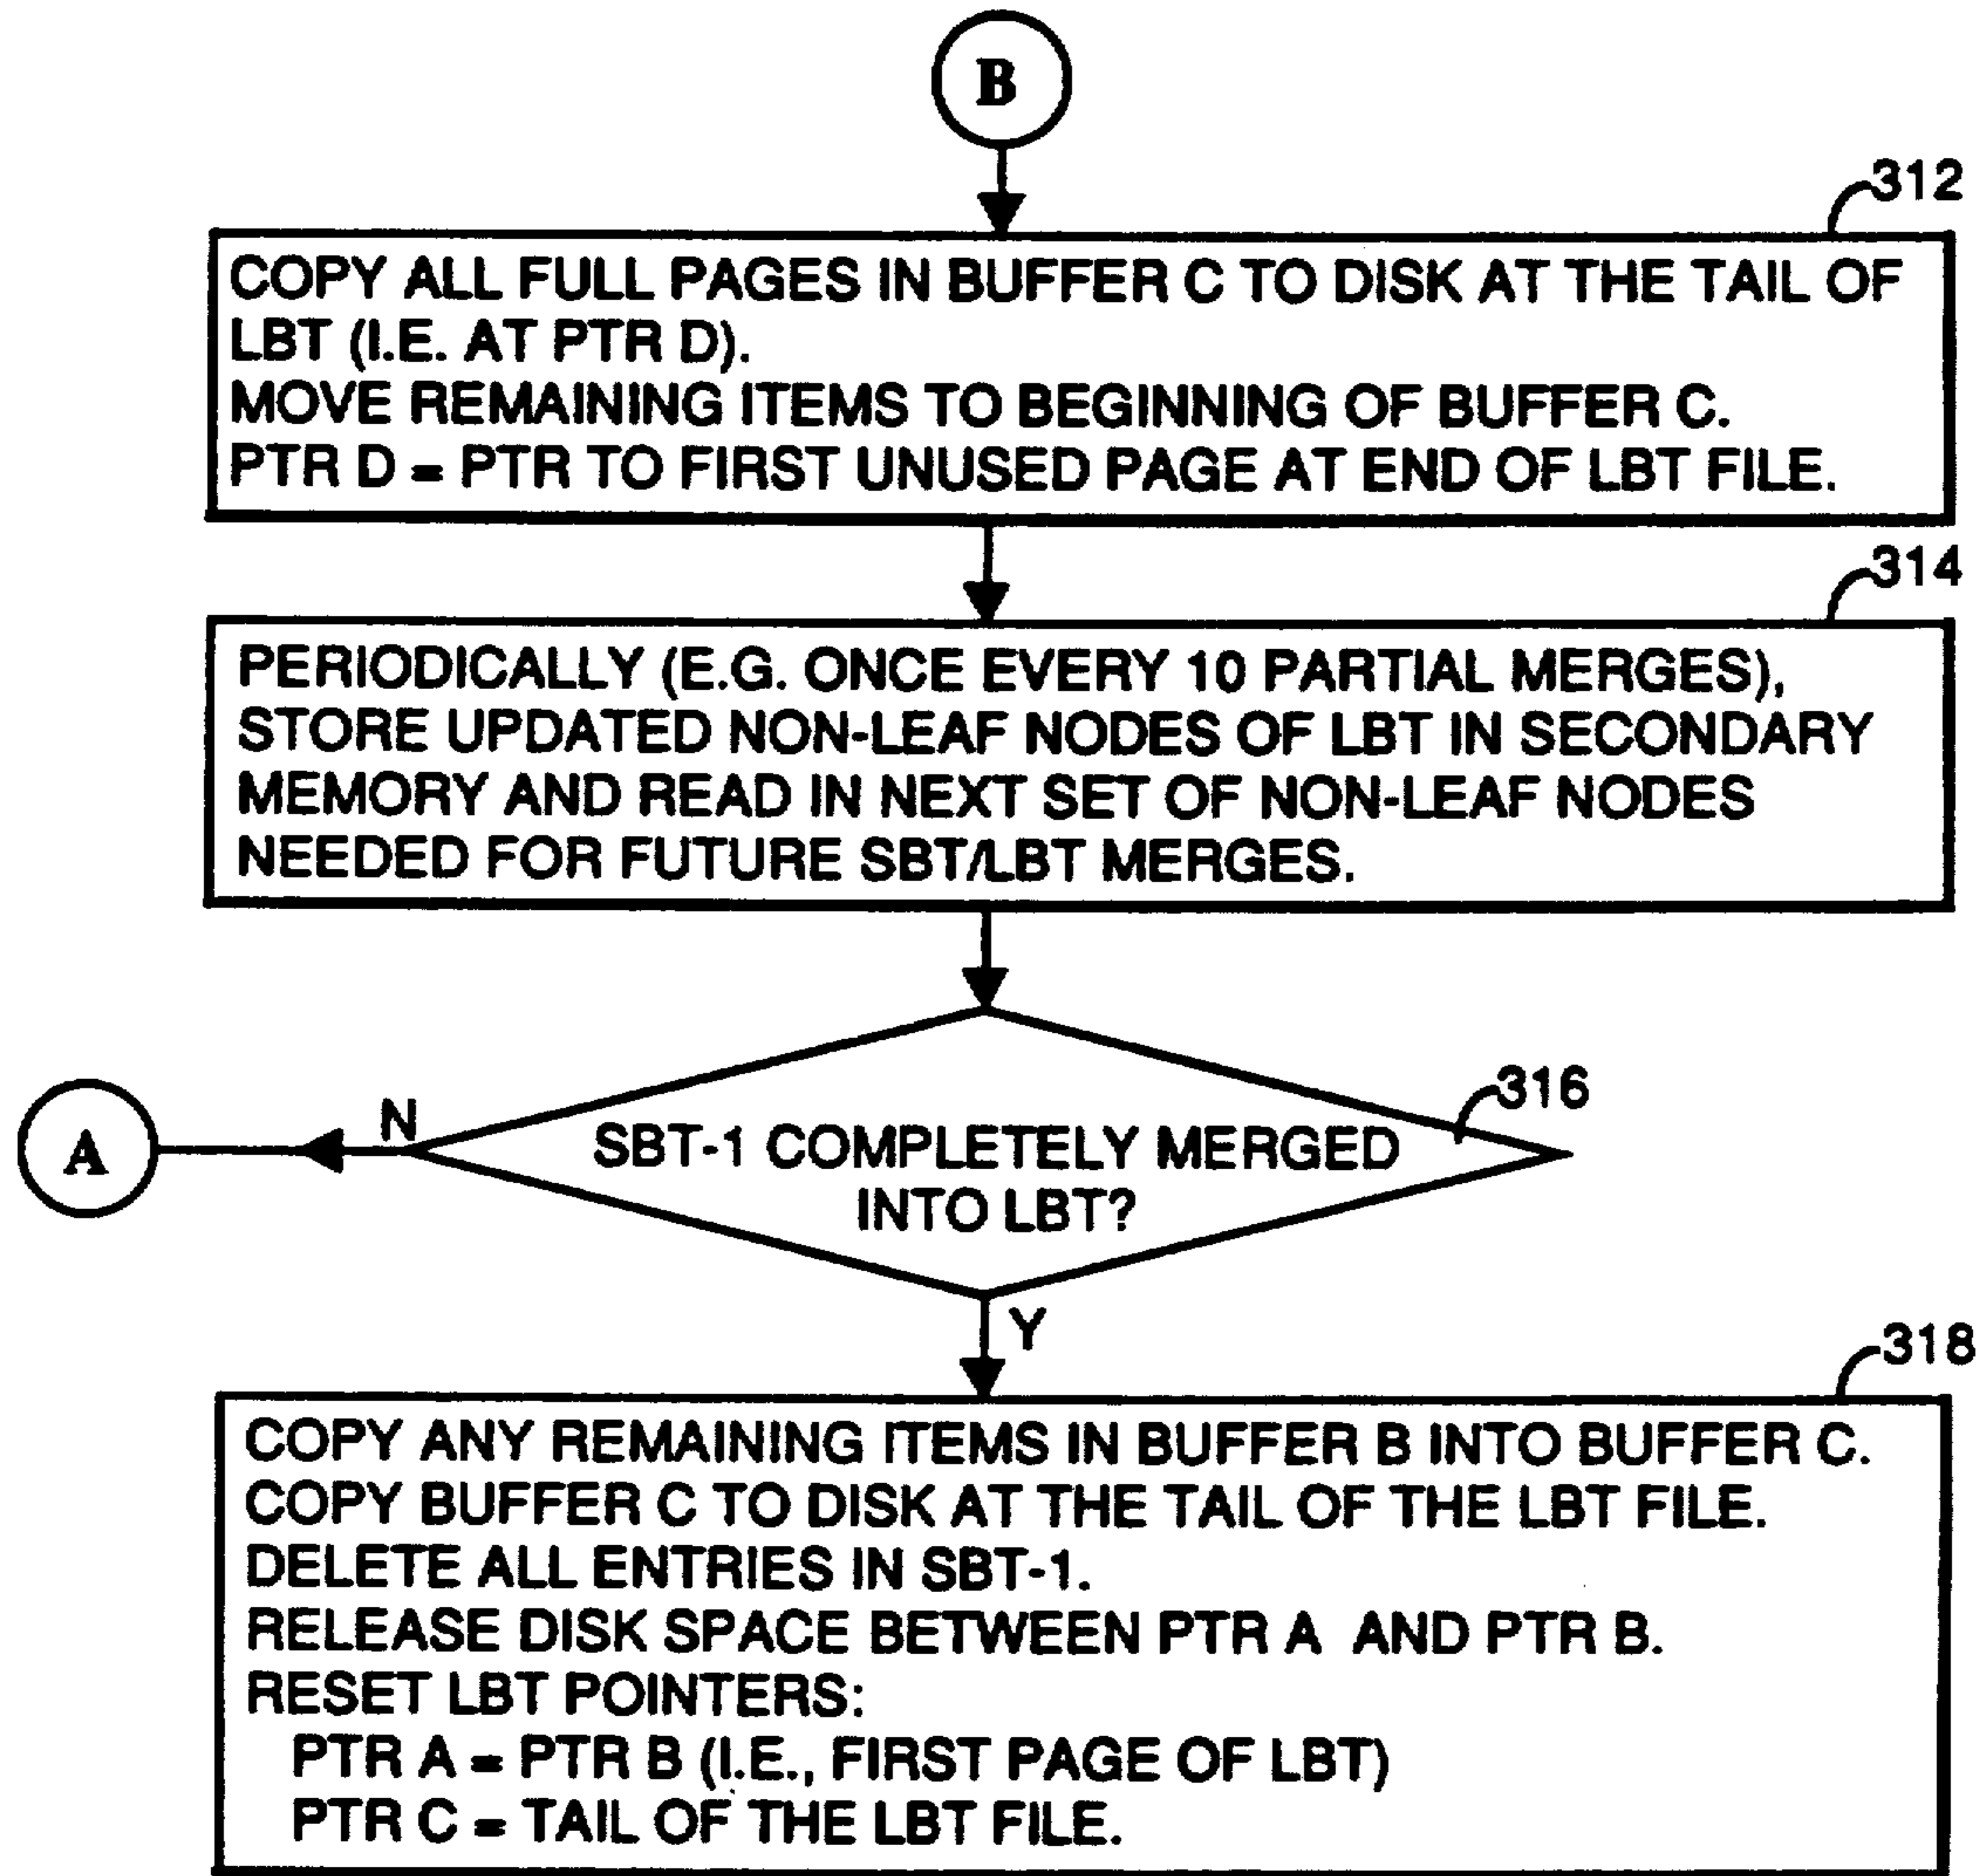 B
312
COPY ALL FULL PAGES IN BUFFER C TO DISK AT THE TAIL OF
LBT (I.E. AT PTR D).
MOVE REMAINING ITEMS TO BEGINNING OF BUFFER C.
PTR D = PTR TO FIRST UNUSED PAGE AT END OF LBT FILE.
314
PERIODICALLY (E.G. ONCE EVERY 10 PARTIAL MERGES),
STORE UPDATED NON-LEAF NODES OF LBT IN SECONDARY
MEMORY AND READ IN NEXT SET OF NON-LEAF NODES
NEEDED FOR FUTURE SBT/LBT MERGES.
316
A
N
SBT-1 COMPLETELY MERGED
INTO LBT?
Y
318
COPY ANY REMAINING ITEMS IN BUFFER B INTO BUFFER C.
COPY BUFFER C TO DISK AT THE TAIL OF THE LBT FILE.
DELETE ALL ENTRIES IN SBT-1.
RELEASE DISK SPACE BETWEEN PTR A AND PTR B.
RESET LBT POINTERS:
PTR A = PTR B (I.E., FIRST PAGE OF LBT)
PTR C = TAIL OF THE LBT FILE.